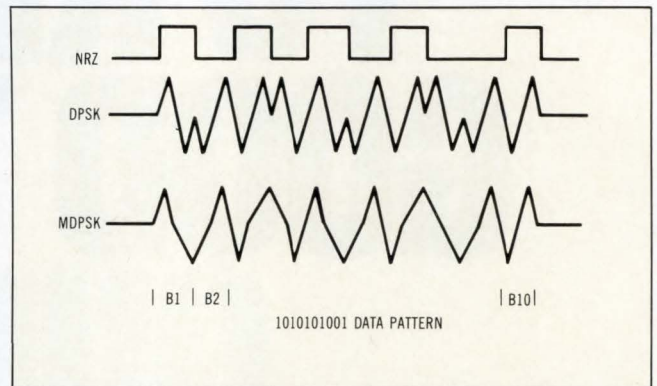 NRZ
DPSK
MDPSK
| B1 | B2 | | B10 |
1010101001 DATA PATTERN